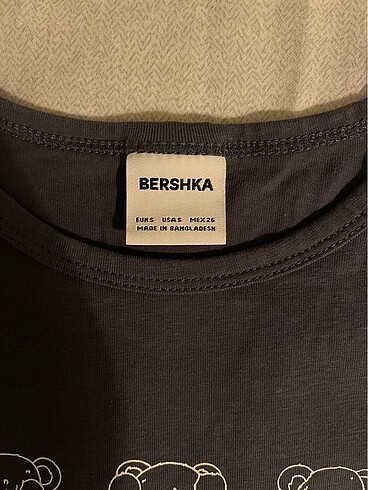 BERSHKA
EUR S USA S MEX 26
MADE IN BANGLADESH